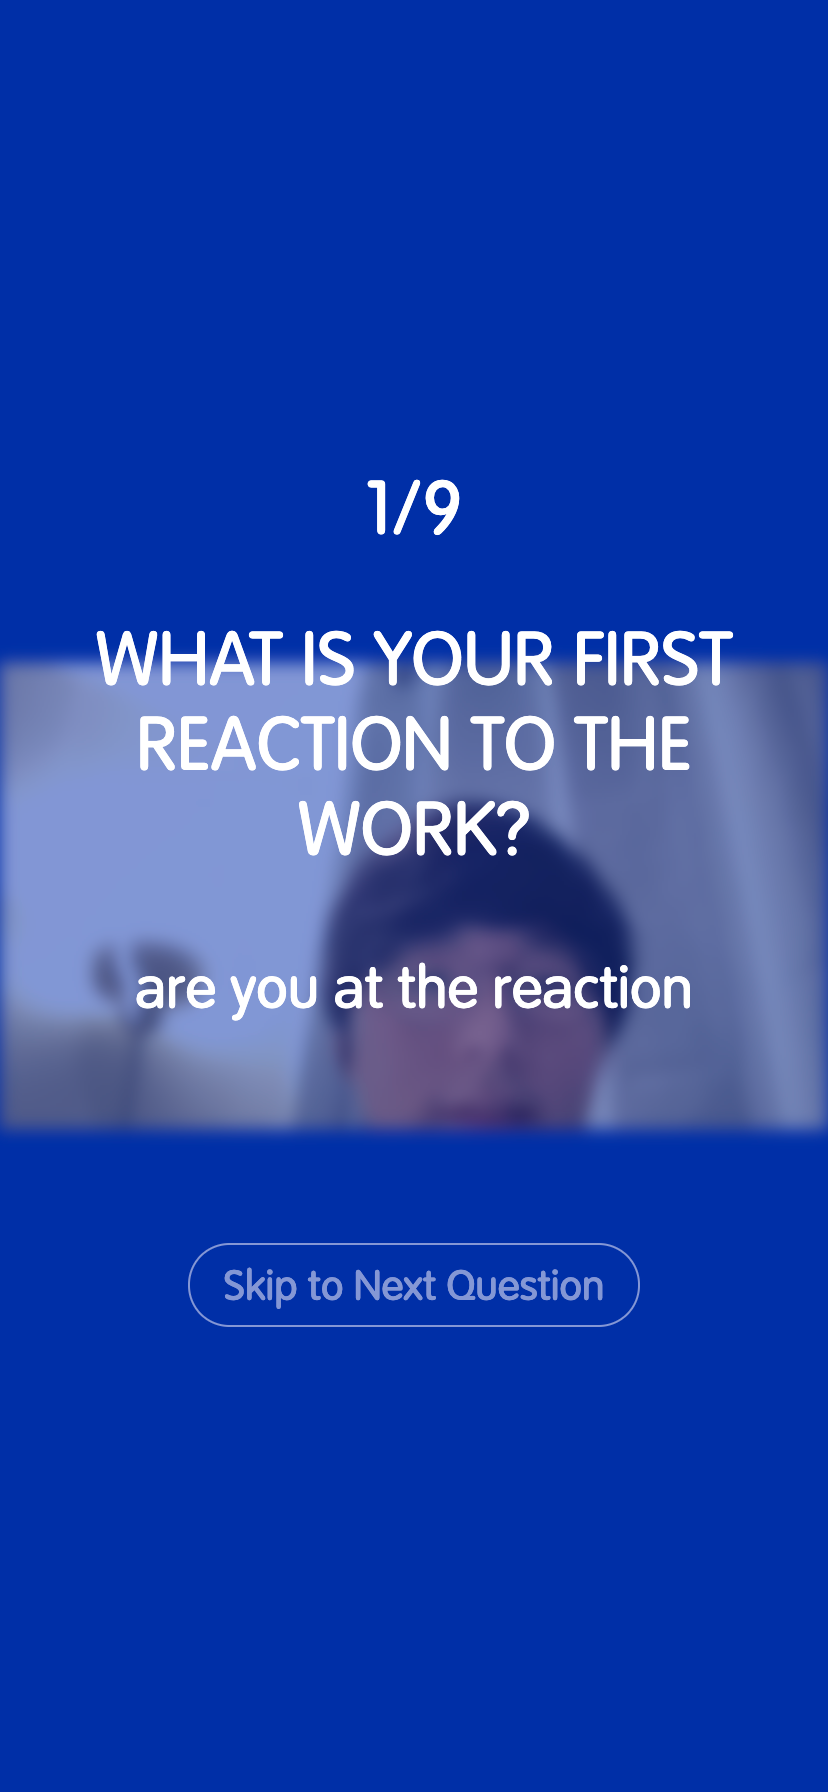 1/9
WHAT IS YOUR FIRST
REACTION TO THE
WORK?
are you at the reaction
Skip to Next Question